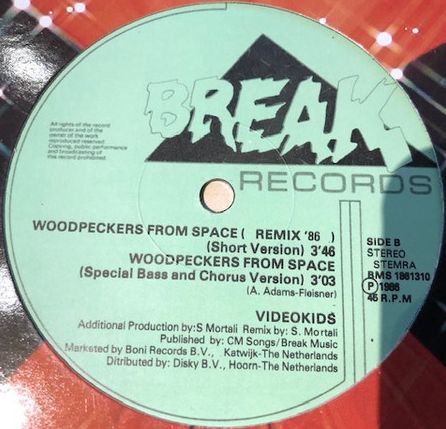 All rights of the record
producer and of the
owner of the work
reproduced reserved
Copying, public performance
and broadcasting of
this record prohibited.
BREAK
RECORDS
WOODPECKERS FROM SPACE ( REMIX '86 )
(Short Version) 3'46
WOODPECKERS FROM SPACE
(Special Bass and Chorus Version) 3'03
(A. Adams-Fleisner)
SIDE B
STEREO
STEMRA
BMS 1861310
Ⓟ 1986
45 R.P.M
VIDEOKIDS
Additional Production by:S Mortali Remix by: S. Mortali
Published by: CM Songs/Break Music
Marketed by Boni Records B.V., Katwijk-The Netherlands
Ditributed by: Disky B.V., Hoorn-The Netherlands